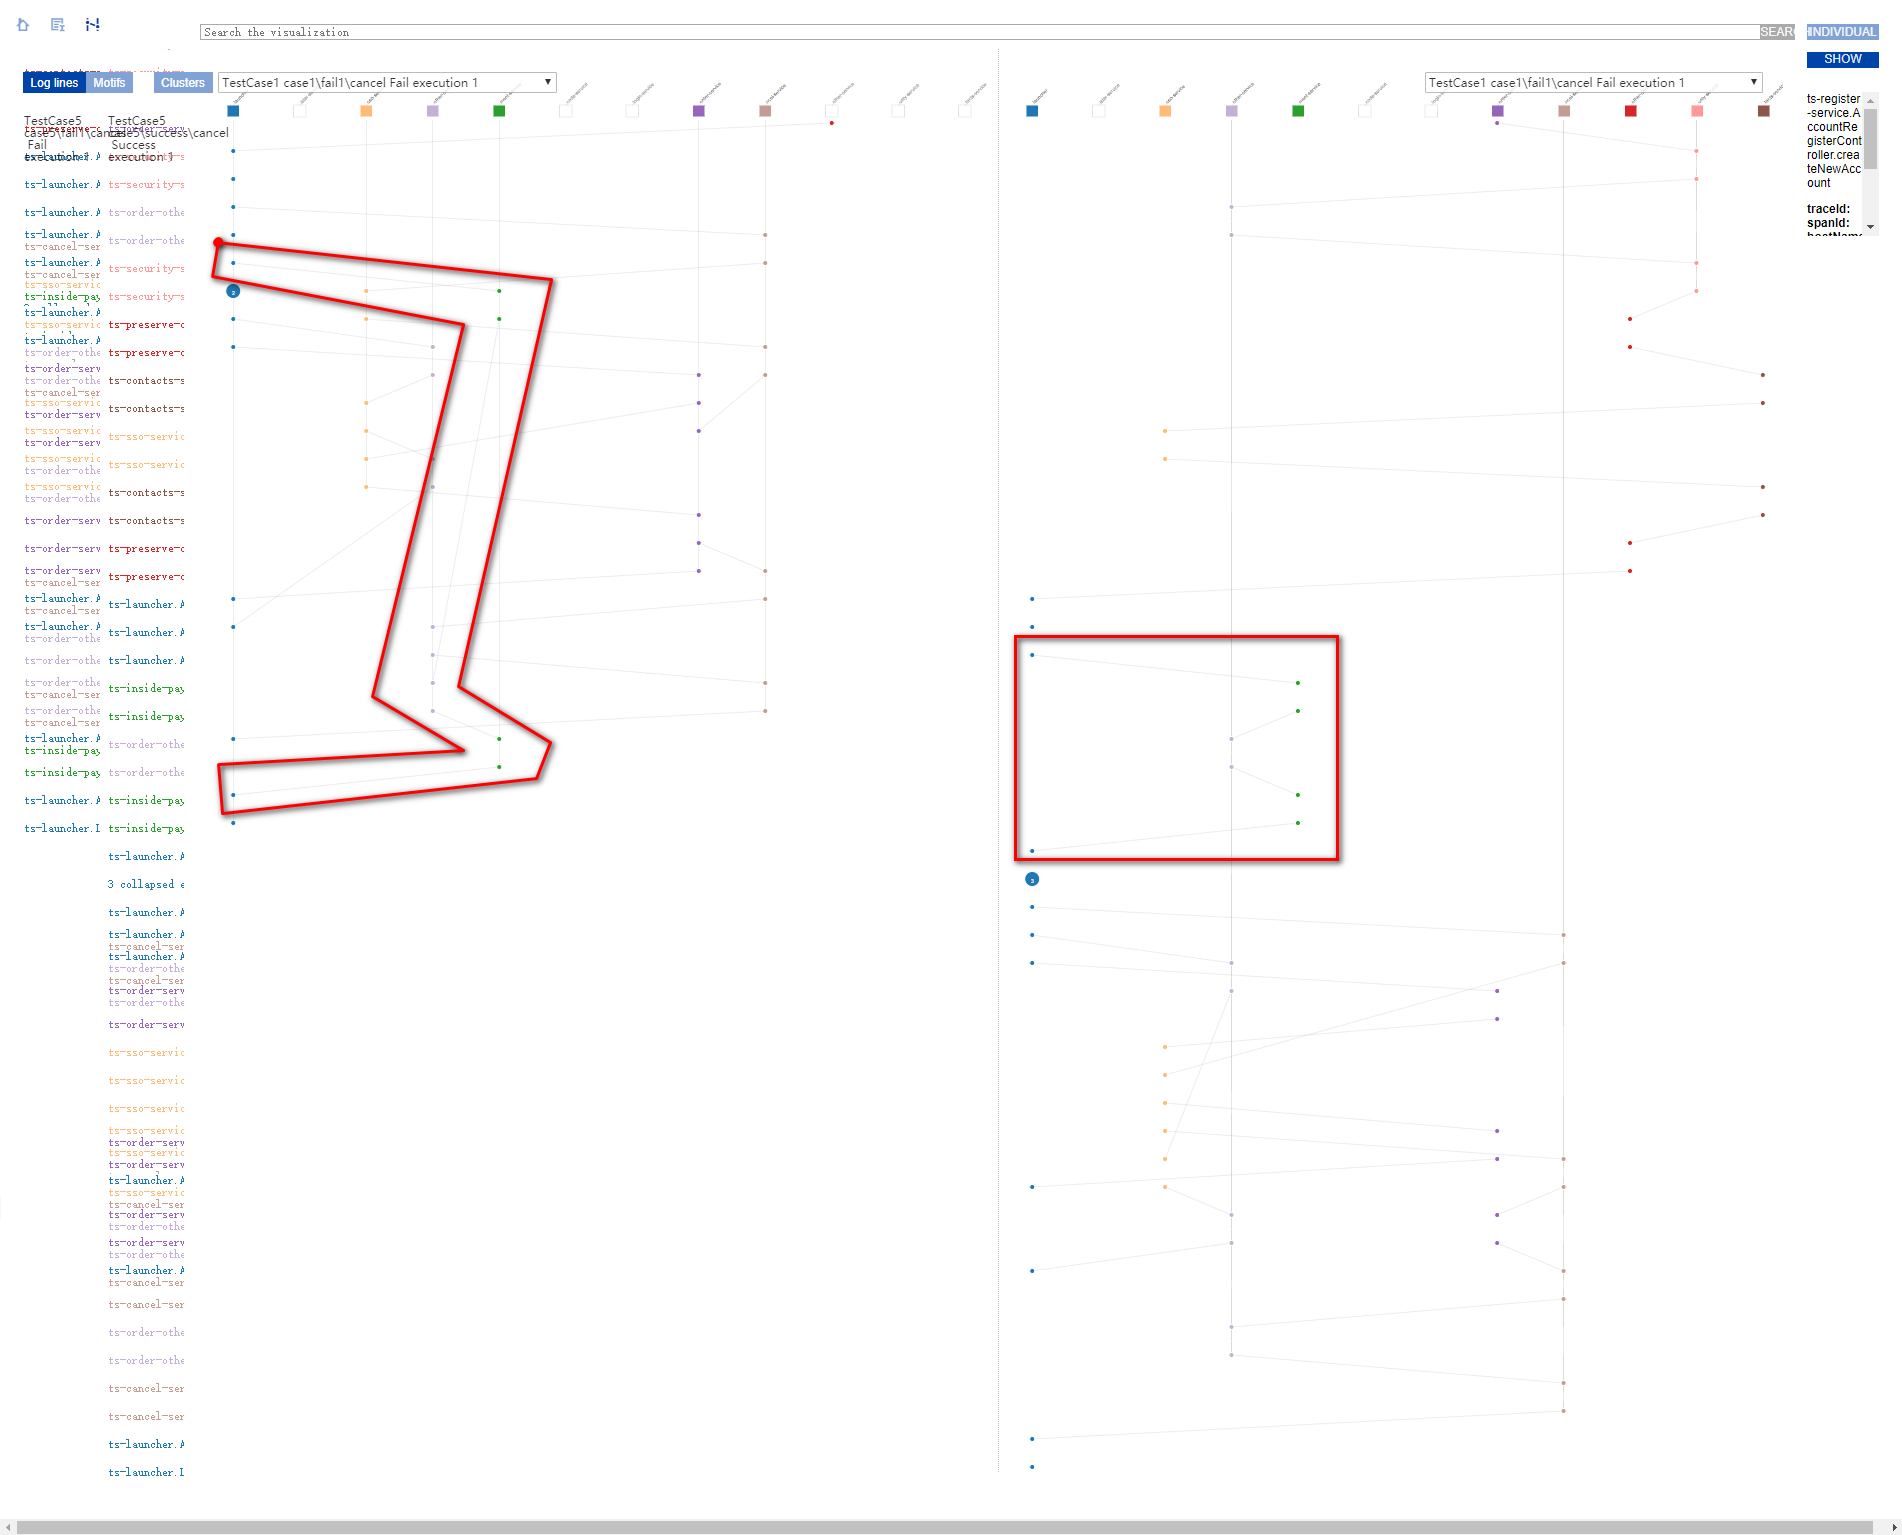 Search the visualization
SEARC
INDIVIDUAL
SHOW
Log lines
Motifs
Clusters
TestCase1 case1\fail1\cancel Fail execution 1
TestCase1 case1\fail1\cancel Fail execution 1
ts-register
-service.A
ccountRe
gisterCont
roller.crea
teNewAcc
ount
traceId:
spanId:
TestCase5
case5\fail1\cancel
Fail
execution 1
ts-launcher.A
ts-launcher.A
ts-launcher.A
ts-cancel-ser
ts-launcher.A
ts-cancel-ser
ts-sso-servic
ts-inside-pay
ts-launcher.A
ts-sso-servic
ts-launcher.A
ts-order-othe
ts-order-serv
ts-order-othe
ts-cancel-ser
ts-sso-servic
ts-order-serv
ts-sso-servic
ts-order-serv
ts-sso-servic
ts-order-othe
ts-sso-servic
ts-order-othe
ts-order-serv
ts-order-serv
ts-order-serv
ts-cancel-ser
ts-launcher.A
ts-cancel-ser
ts-launcher.A
ts-order-othe
ts-order-othe
ts-order-othe
ts-cancel-ser
ts-order-othe
ts-cancel-ser
ts-launcher.A
ts-inside-pay
ts-inside-pay
ts-launcher.A
ts-launcher.I
TestCase5
case5\success\cancel
Success
execution 1
ts-security-s
ts-security-s
ts-order-othe
ts-order-othe
ts-security-s
ts-security-s
ts-preserve-o
ts-preserve-o
ts-contacts-s
ts-contacts-s
ts-sso-servic
ts-sso-servic
ts-contacts-s
ts-contacts-s
ts-preserve-o
ts-preserve-o
ts-launcher.A
ts-launcher.A
ts-launcher.A
ts-inside-pay
ts-inside-pay
ts-order-othe
ts-order-othe
ts-inside-pay
ts-inside-pay
ts-launcher.A
3 collapsed e
ts-launcher.A
ts-launcher.A
ts-cancel-ser
ts-launcher.A
ts-order-othe
ts-cancel-ser
ts-order-serv
ts-order-othe
ts-order-serv
ts-sso-servic
ts-sso-servic
ts-sso-servic
ts-sso-servic
ts-order-serv
ts-sso-servic
ts-order-serv
ts-launcher.A
ts-sso-servic
ts-cancel-ser
ts-order-serv
ts-order-othe
ts-order-serv
ts-order-othe
ts-launcher.A
ts-cancel-ser
ts-cancel-ser
ts-order-othe
ts-order-othe
ts-cancel-ser
ts-cancel-ser
ts-launcher.A
ts-launcher.I